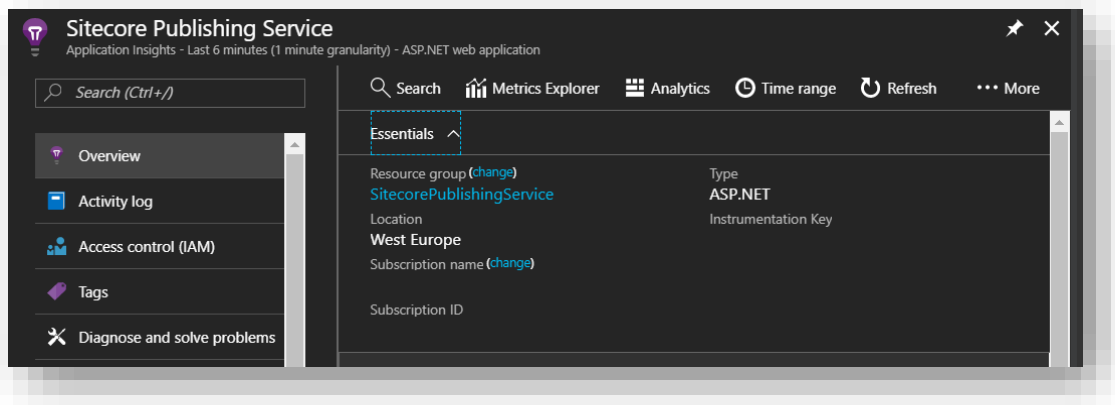 Sitecore Publishing Service
Application Insights - Last 6 minutes (1 minute granularity) - ASP.NET web application
Search (Ctrl+/)
Overview
Activity log
Access control (IAM)
Tags
Diagnose and solve problems
Search Metrics Explorer Analytics Time range Refresh ··· More
Essentials
Resource group (change)
SitecorePublishingService
Location
West Europe
Subscription name (change)
Subscription ID
Type
ASP.NET
Instrumentation Key